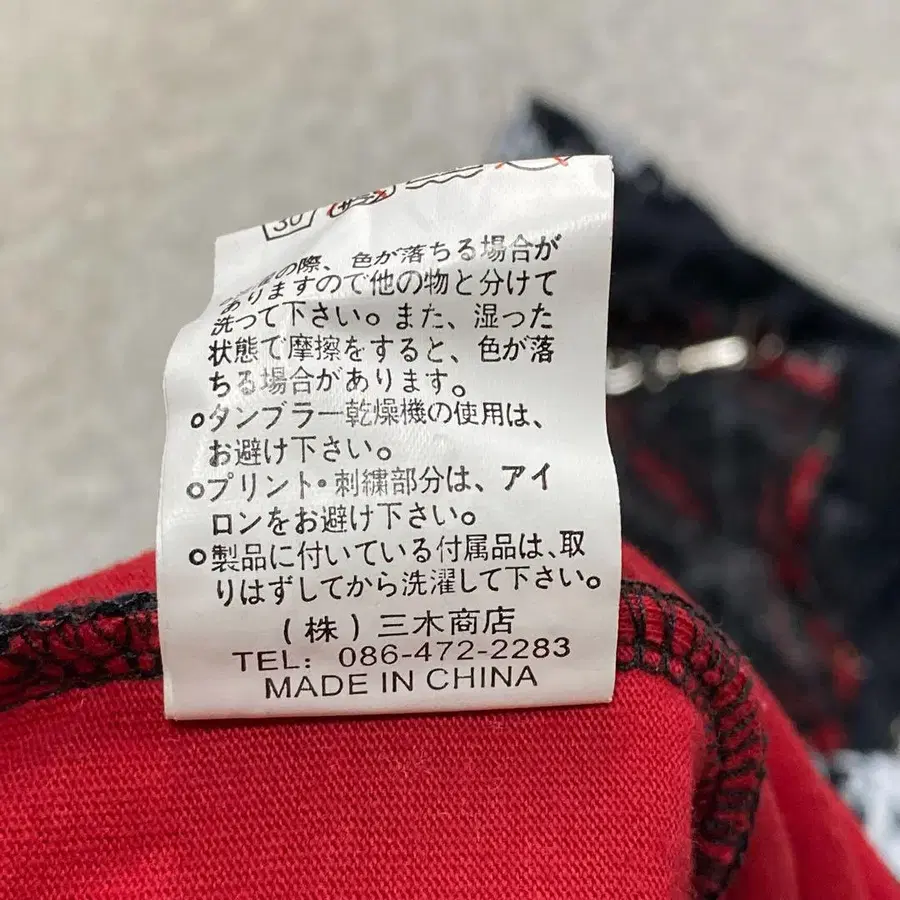 30
の際、色が落ちる場合が
ありますので他の物と分けて
洗って下さい。また、湿った
状態で摩擦をすると、色が落
ちる場合があります。
○タンブラー乾燥機の使用は、
お避け下さい。
○プリント・刺繍部分は、アイ
ロンをお避け下さい。
○製品に付いている付属品は、取
りはずしてから洗濯して下さい。
(株)三木商店
TEL: 086-472-2283
MADE IN CHINA